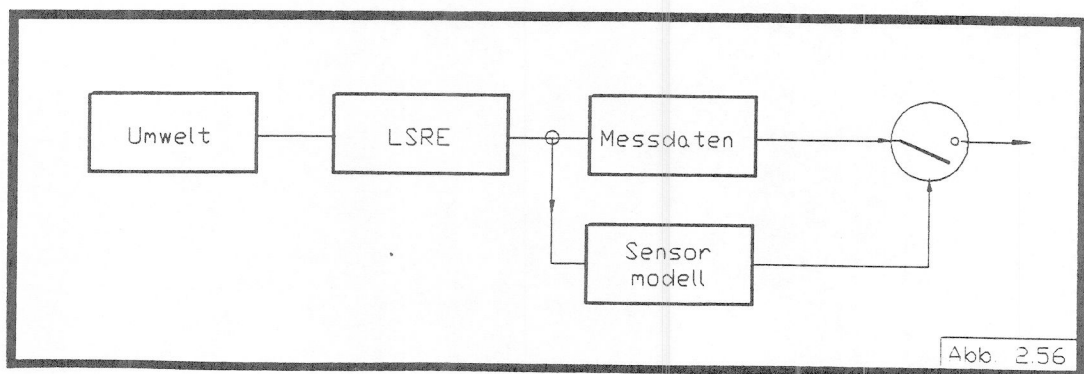 Umwelt
LSRE
Messdaten
Sensor
modell
Abb. 2.56